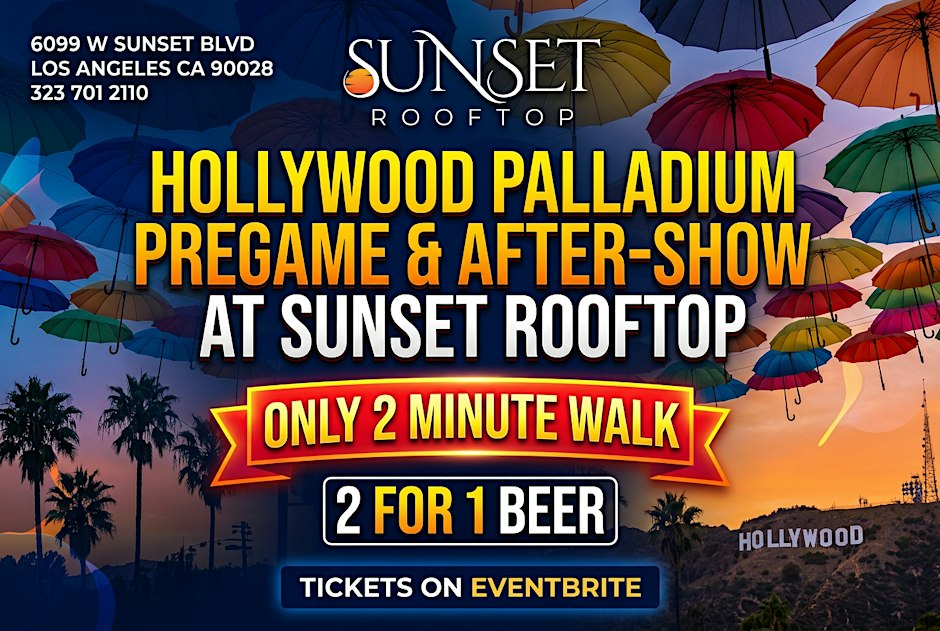 6099 W SUNSET BLVD
LOS ANGELES CA 90028
323 701 2110
SUNSET
ROOFTOP
HOLLYWOOD PALLADIUM
PREGAME & AFTER-SHOW
AT SUNSET ROOFTOP
ONLY 2 MINUTE WALK
2 FOR 1 BEER
TICKETS ON EVENTBRITE
HOLLYWOOD